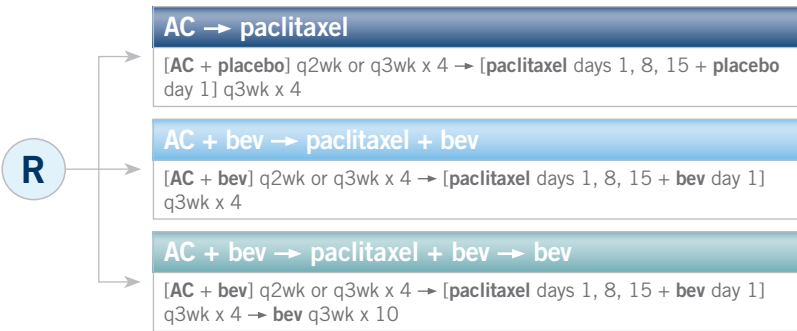 AC → paclitaxel
[AC + placebo] q2wk or q3wk x 4 → [paclitaxel days 1, 8, 15 + placebo
day 1] q3wk x 4
R
AC + bev → paclitaxel + bev
[AC + bev] q2wk or q3wk x 4 → [paclitaxel days 1, 8, 15 + bev day 1]
q3wk x 4
AC + bev → paclitaxel + bev → bev
[AC + bev] q2wk or q3wk x 4 → [paclitaxel days 1, 8, 15 + bev day 1]
q3wk x 4 → bev q3wk x 10